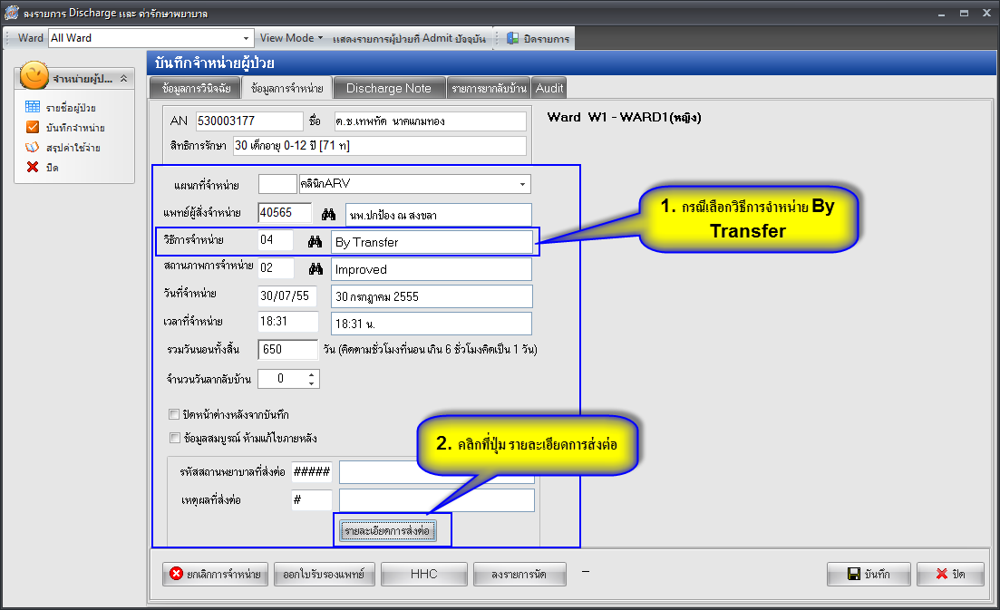 ลงรายการ Discharge และ ค่ารักษาพยาบาล
Ward All Ward View Mode แสดงรายการผู้ป่วยที่ Admit ปัจจุบัน ปิดรายการ
จำหน่ายผู้ป...
รายชื่อผู้ป่วย
บันทึกจำหน่าย
สรุปค่าใช้จ่าย
ปิด
บันทึกจำหน่ายผู้ป่วย
ข้อมูลการวินิจฉัย ข้อมูลการจำหน่าย Discharge Note รายการยากลับบ้าน Audit
AN 530003177 ชื่อ ด.ช.เทพทัต นาคแกมทอง
Ward W1 - WARD1(หญิง)
สิทธิการรักษา 30 เด็กอายุ 0-12 ปี [71 ท]
แผนกที่จำหน่าย คลินิกARV
แพทย์ผู้สั่งจำหน่าย 40565 นพ.ปกป้อง ณ สงขลา
วิธีการจำหน่าย 04 By Transfer
สถานภาพการจำหน่าย 02 Improved
วันที่จำหน่าย 30/07/55 30 กรกฎาคม 2555
เวลาที่จำหน่าย 18:31 18:31 น.
รวมวันนอนทั้งสิ้น 650 วัน (คิดตามชั่วโมงที่นอน เกิน 6 ชั่วโมงคิดเป็น 1 วัน)
จำนวนวันลากลับบ้าน 0
ปิดหน้าต่างหลังจากบันทึก
ข้อมูลสมบูรณ์ ห้ามแก้ไขภายหลัง
รหัสสถานพยาบาลที่ส่งต่อ #####
เหตุผลที่ส่งต่อ #
รายละเอียดการส่งต่อ
1. กรณีเลือกวิธีการจำหน่าย By
Transfer
2. คลิกที่ปุ่ม รายละเอียดการส่งต่อ
ยกเลิกการจำหน่าย ออกใบรับรองแพทย์ HHC ลงรายการนัด — บันทึก ปิด